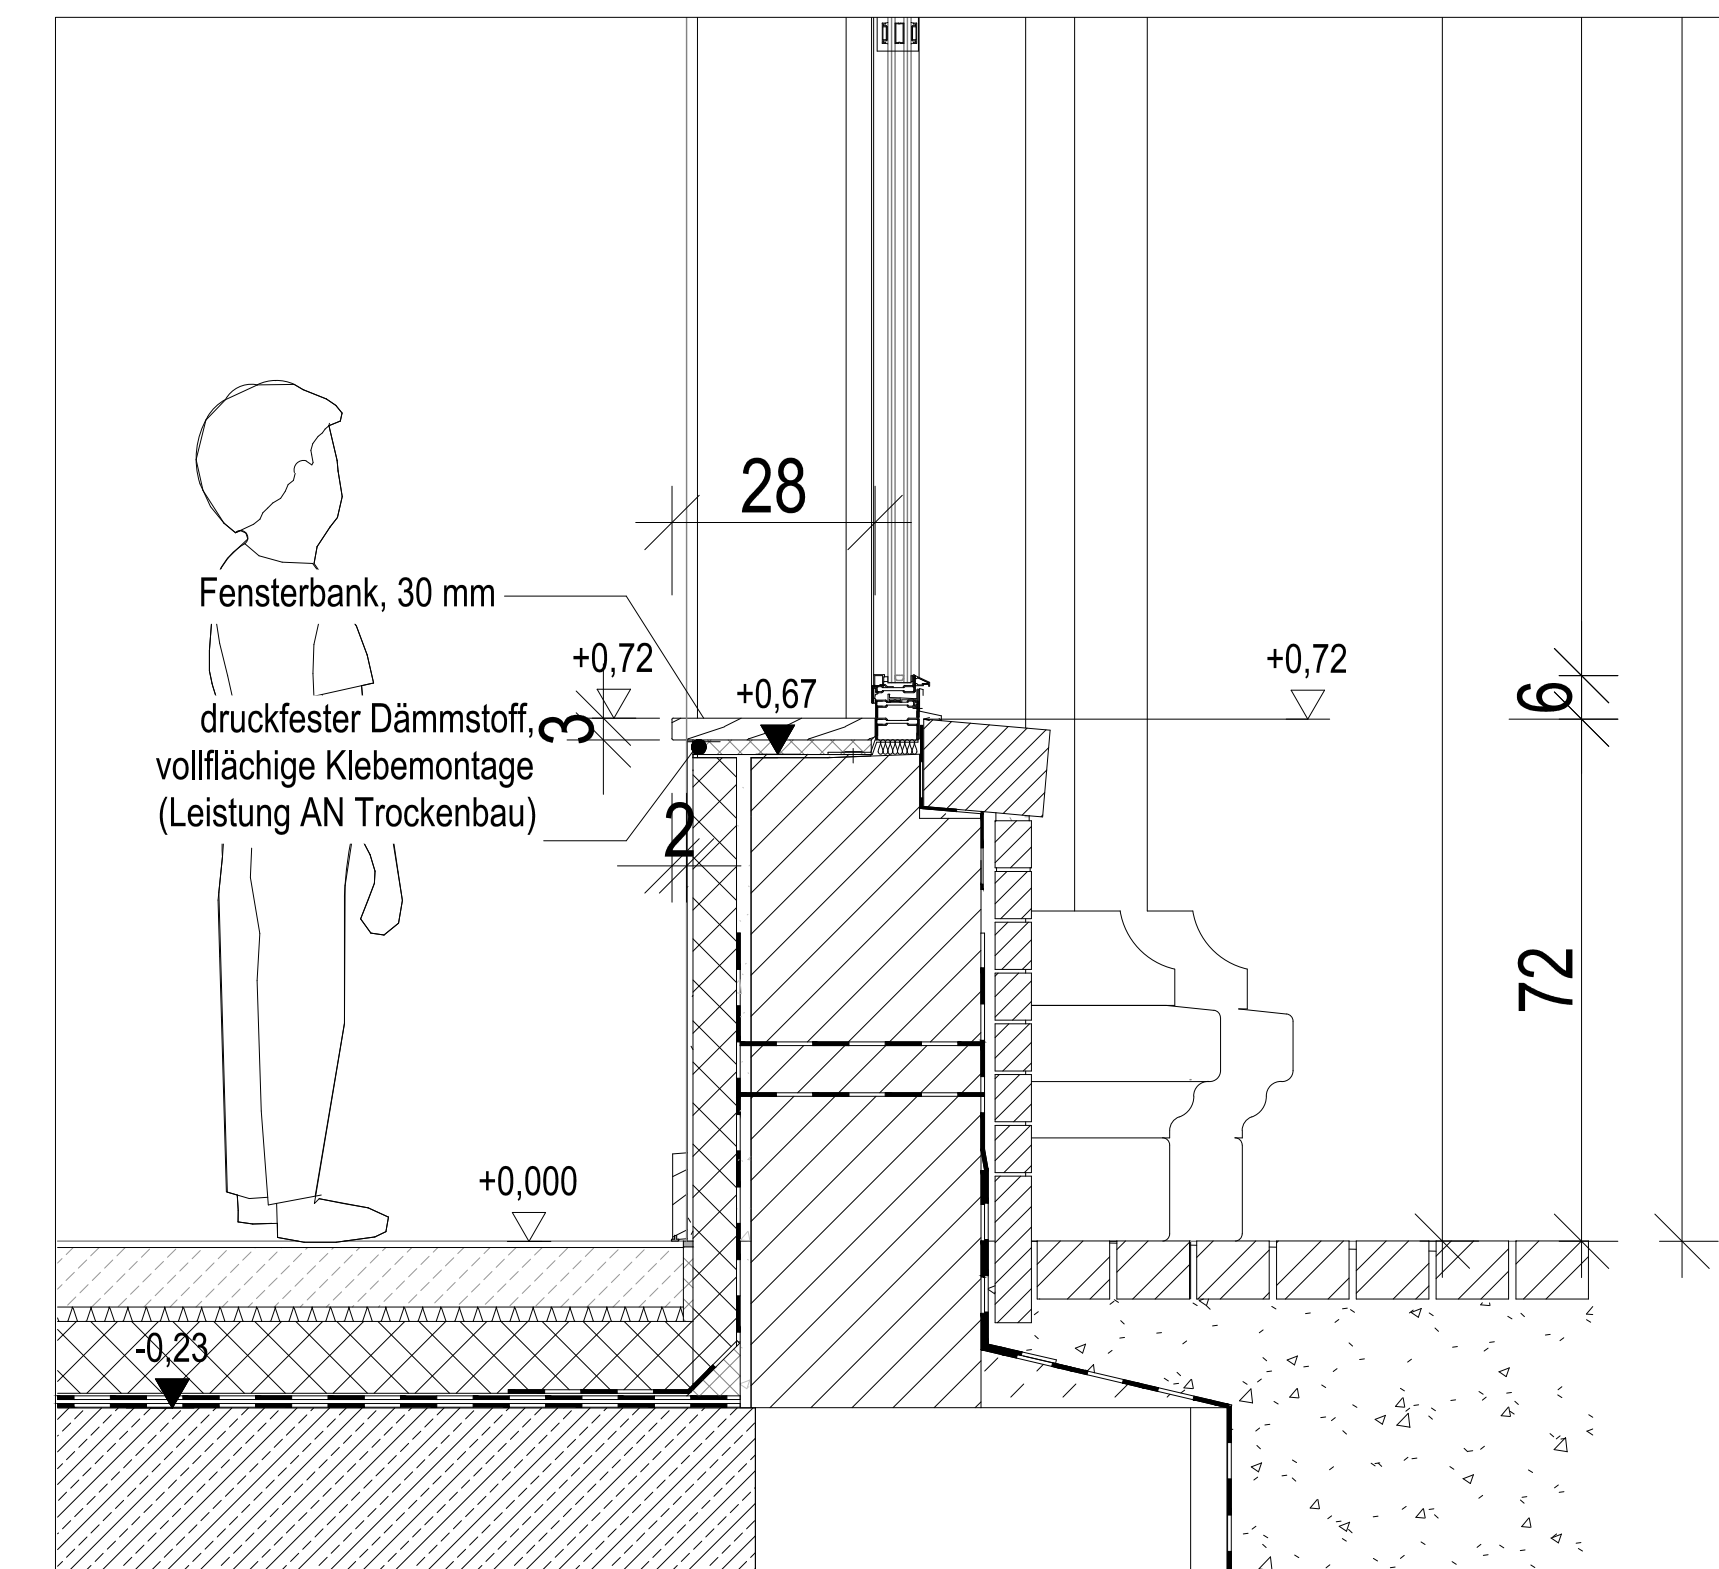 28
Fensterbank, 30 mm
+0,72
+0,67
+0,72
6
druckfester Dämmstoff,
vollflächige Klebemontage
(Leistung AN Trockenbau)
3
2
72
+0,000
-0,23